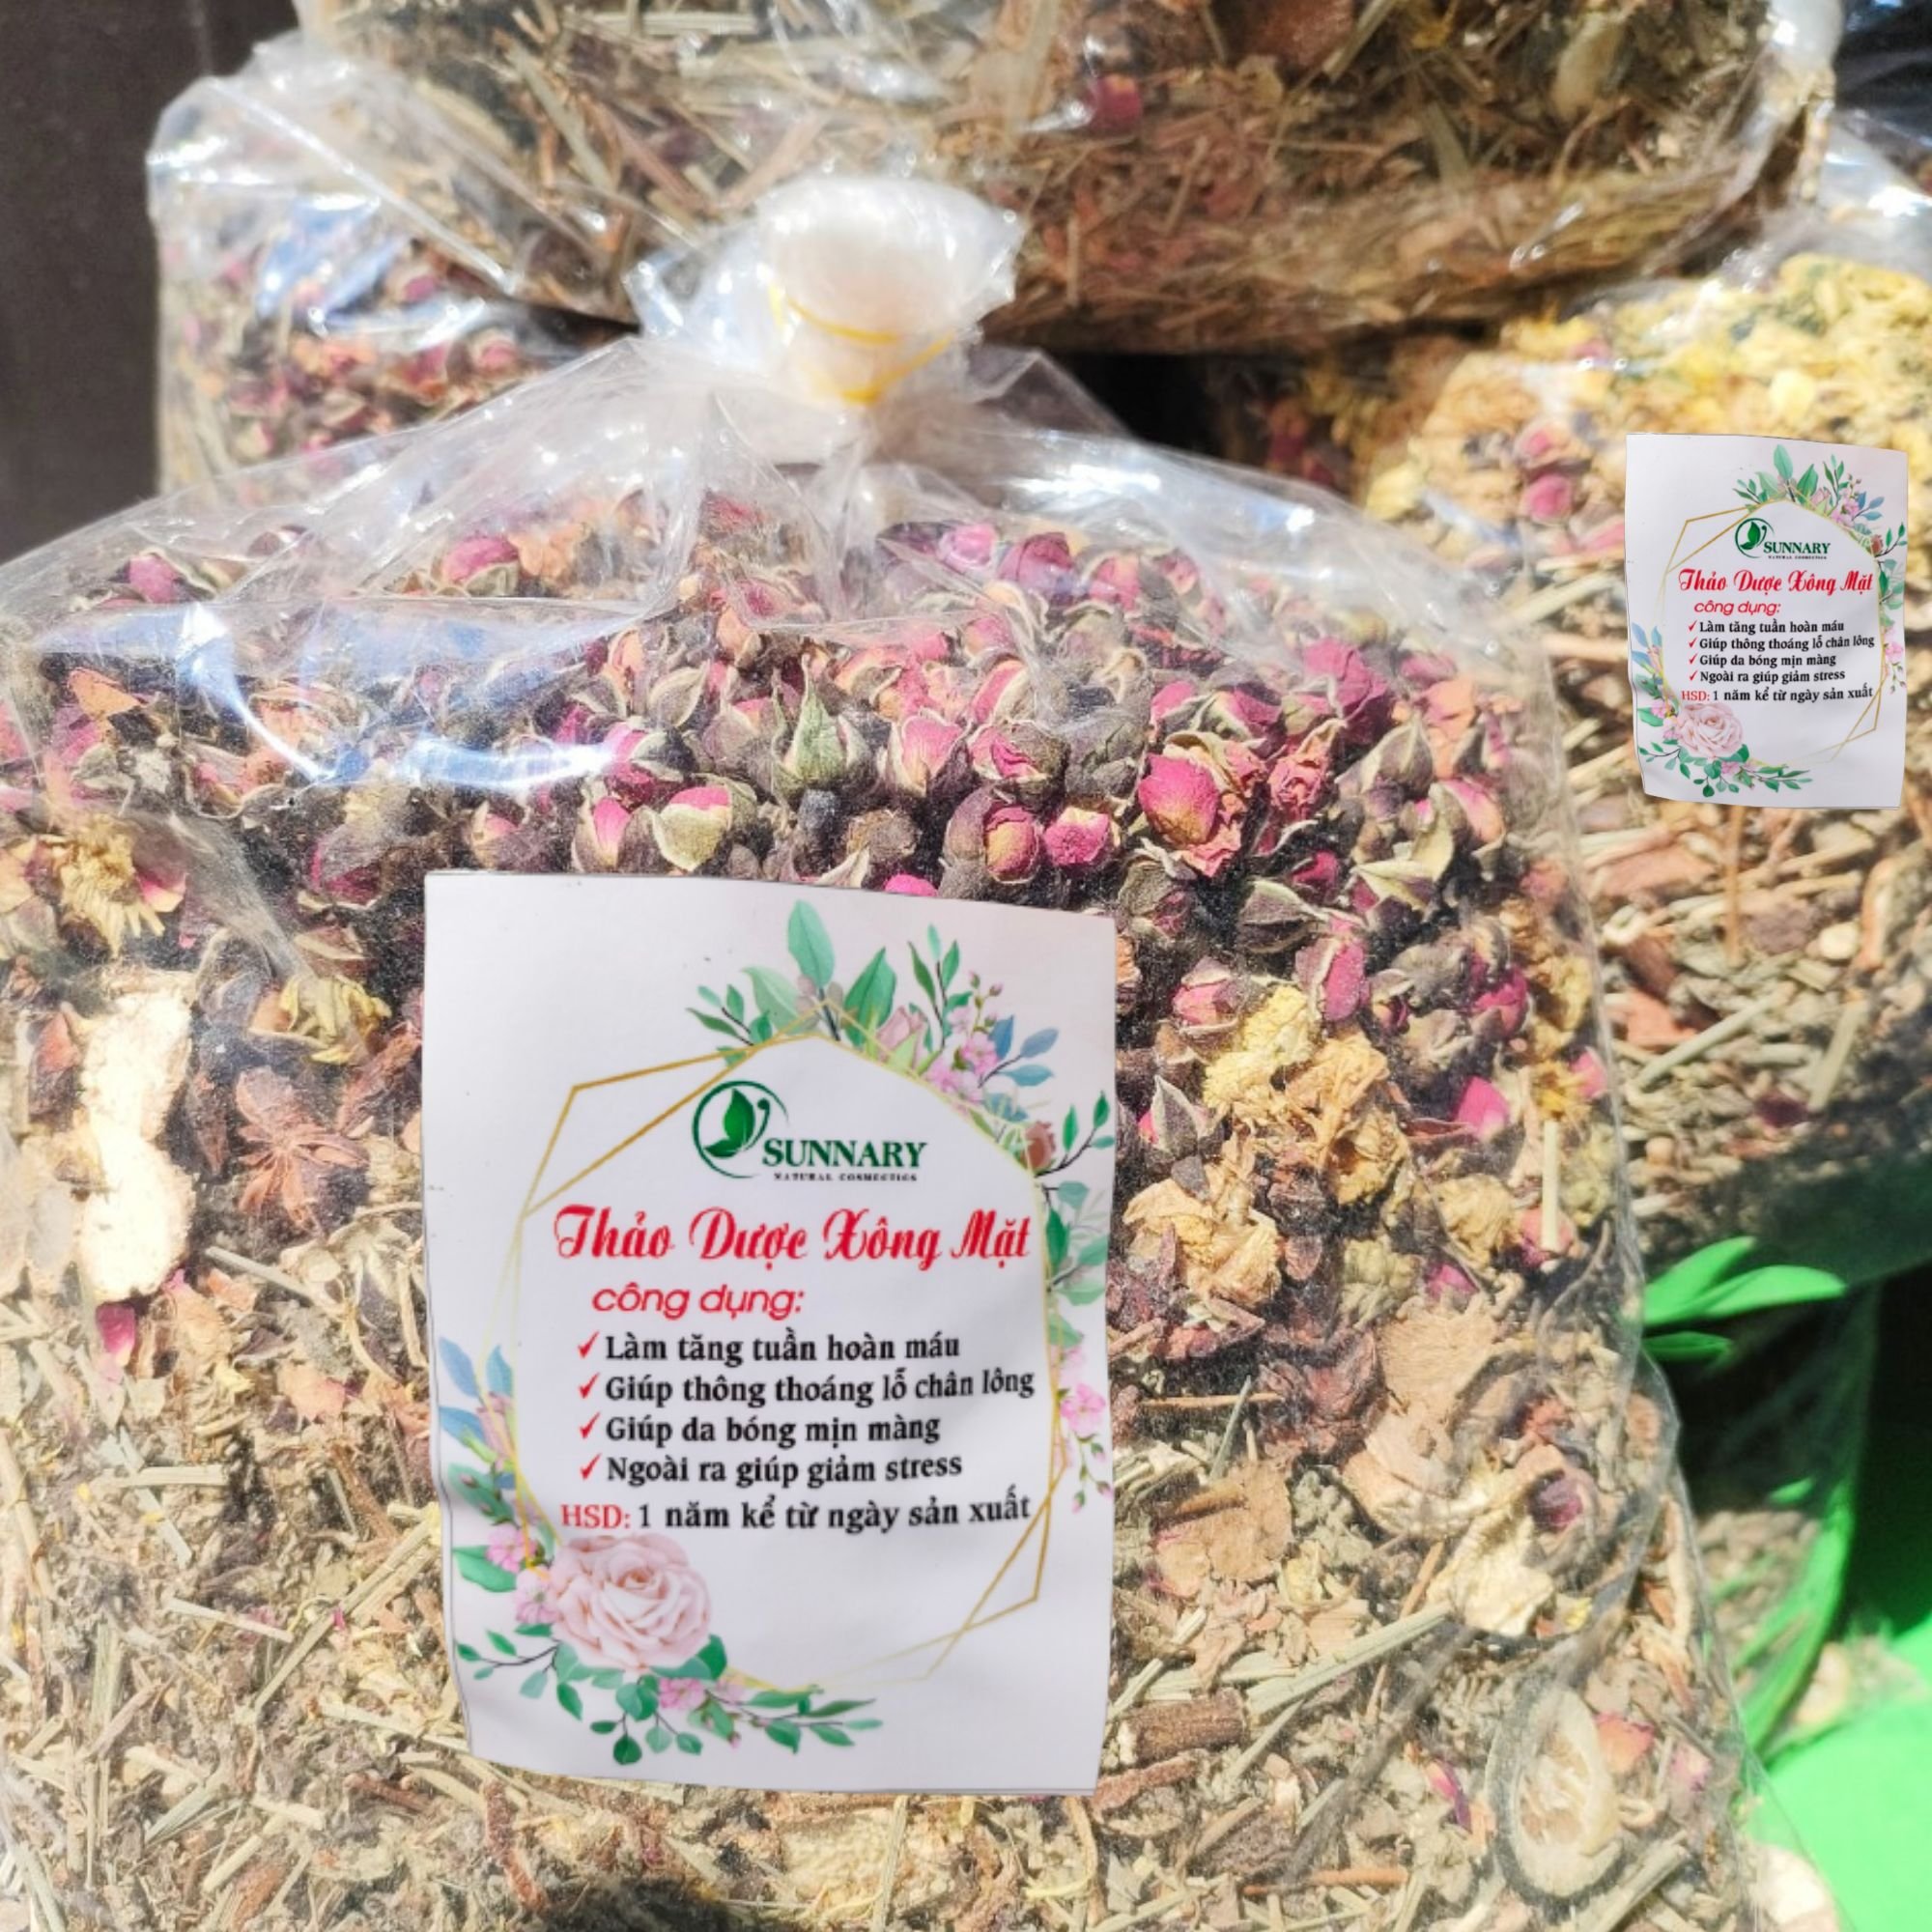 SUNNARY
NATURAL COSMECTICS
Thảo Dược Xông Mặt
công dụng:
✓Làm tăng tuần hoàn máu
✓Giúp thông thoáng lỗ chân lông
✓Giúp da bóng mịn màng
✓Ngoài ra giúp giảm stress
HSD: 1 năm kể từ ngày sản xuất
SUNNARY
NATURAL COSMECTICS
Thảo Dược Xông Mặt
công dụng:
✓Làm tăng tuần hoàn máu
✓Giúp thông thoáng lỗ chân lông
✓Giúp da bóng mịn màng
✓Ngoài ra giúp giảm stress
HSD: 1 năm kể từ ngày sản xuất